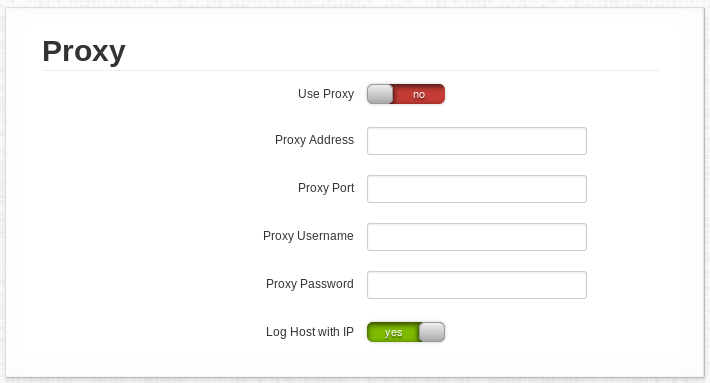 Proxy
Use Proxy no
Proxy Address
Proxy Port
Proxy Username
Proxy Password
Log Host with IP yes